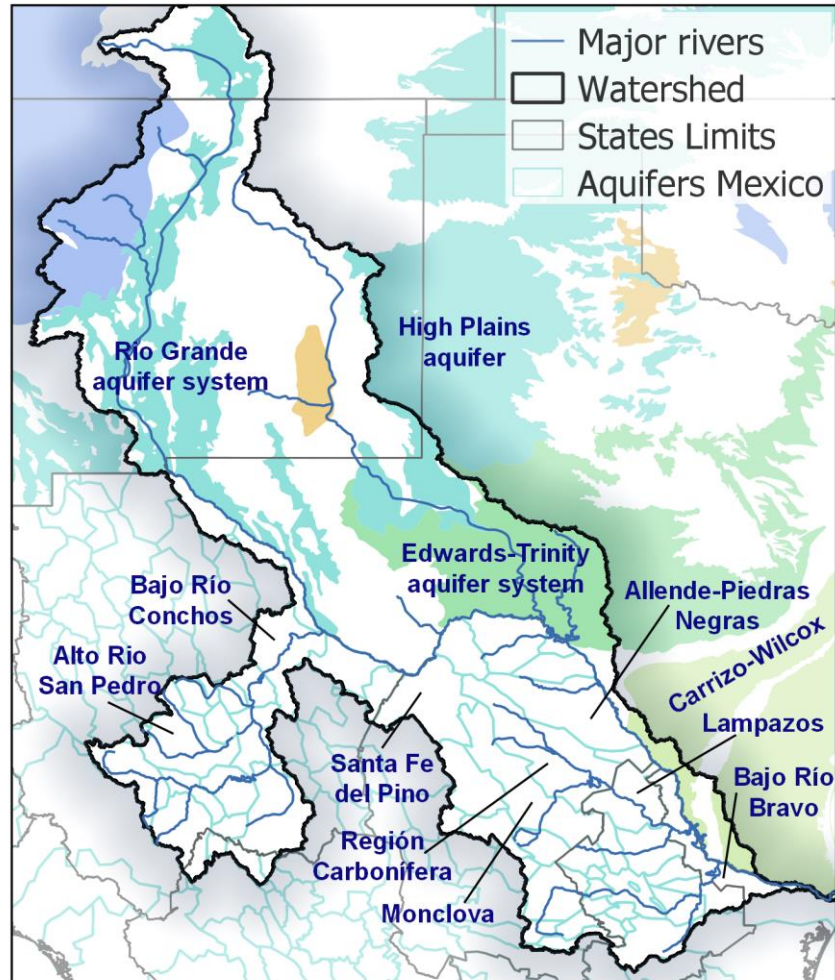 Major rivers
Watershed
States Limits
Aquifers Mexico
High Plains
aquifer
Río Grande
aquifer system
Edwards-Trinity
aquifer system
Bajo Río
Conchos
Allende-Piedras
Negras
Alto Rio
San Pedro
Carrizo-Wilcox
Lampazos
Santa Fe
del Pino
Bajo Río
Bravo
Región
Carbonífera
Monclova